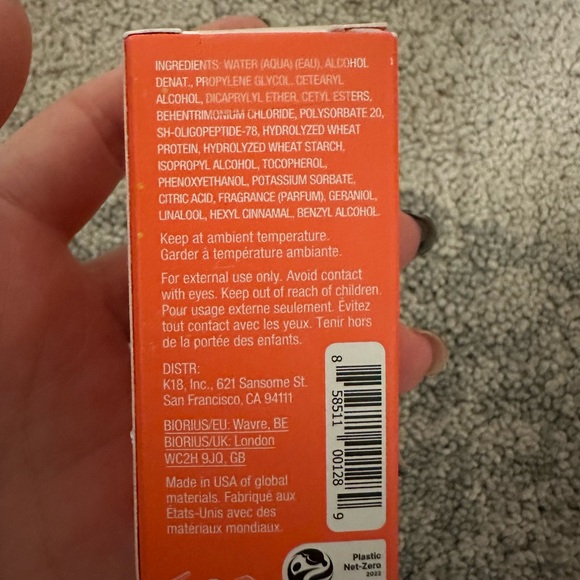 INGREDIENTS: WATER (AQUA) (EAU), ALCOHOL
DENAT., PROPYLENE GLYCOL, CETEARYL
ALCOHOL, DICAPRYLYL ETHER, CETYL ESTERS,
BEHENTRIMONIUM CHLORIDE, POLYSORBATE 20,
SH-OLIGOPEPTIDE-78, HYDROLYZED WHEAT
PROTEIN, HYDROLYZED WHEAT STARCH,
ISOPROPYL ALCOHOL, TOCOPHEROL,
PHENOXYETHANOL, POTASSIUM SORBATE,
CITRIC ACID, FRAGRANCE (PARFUM), GERANIOL,
LINALOOL, HEXYL CINNAMAL, BENZYL ALCOHOL.
Keep at ambient temperature.
Garder à température ambiante.
For external use only. Avoid contact
with eyes. Keep out of reach of children.
Pour usage externe seulement. Évitez
tout contact avec les yeux. Tenir hors
de la portée des enfants.
DISTR:
K18, Inc., 621 Sansome St.
San Francisco, CA 94111
BIORIUS/EU: Wavre, BE
BIORIUS/UK: London
WC2H 9JQ, GB
Made in USA of global
materials. Fabriqué aux
États-Unis avec des
materiaux mondiaux.
8 58511 00128 9
Plastic
Net-Zero
2023